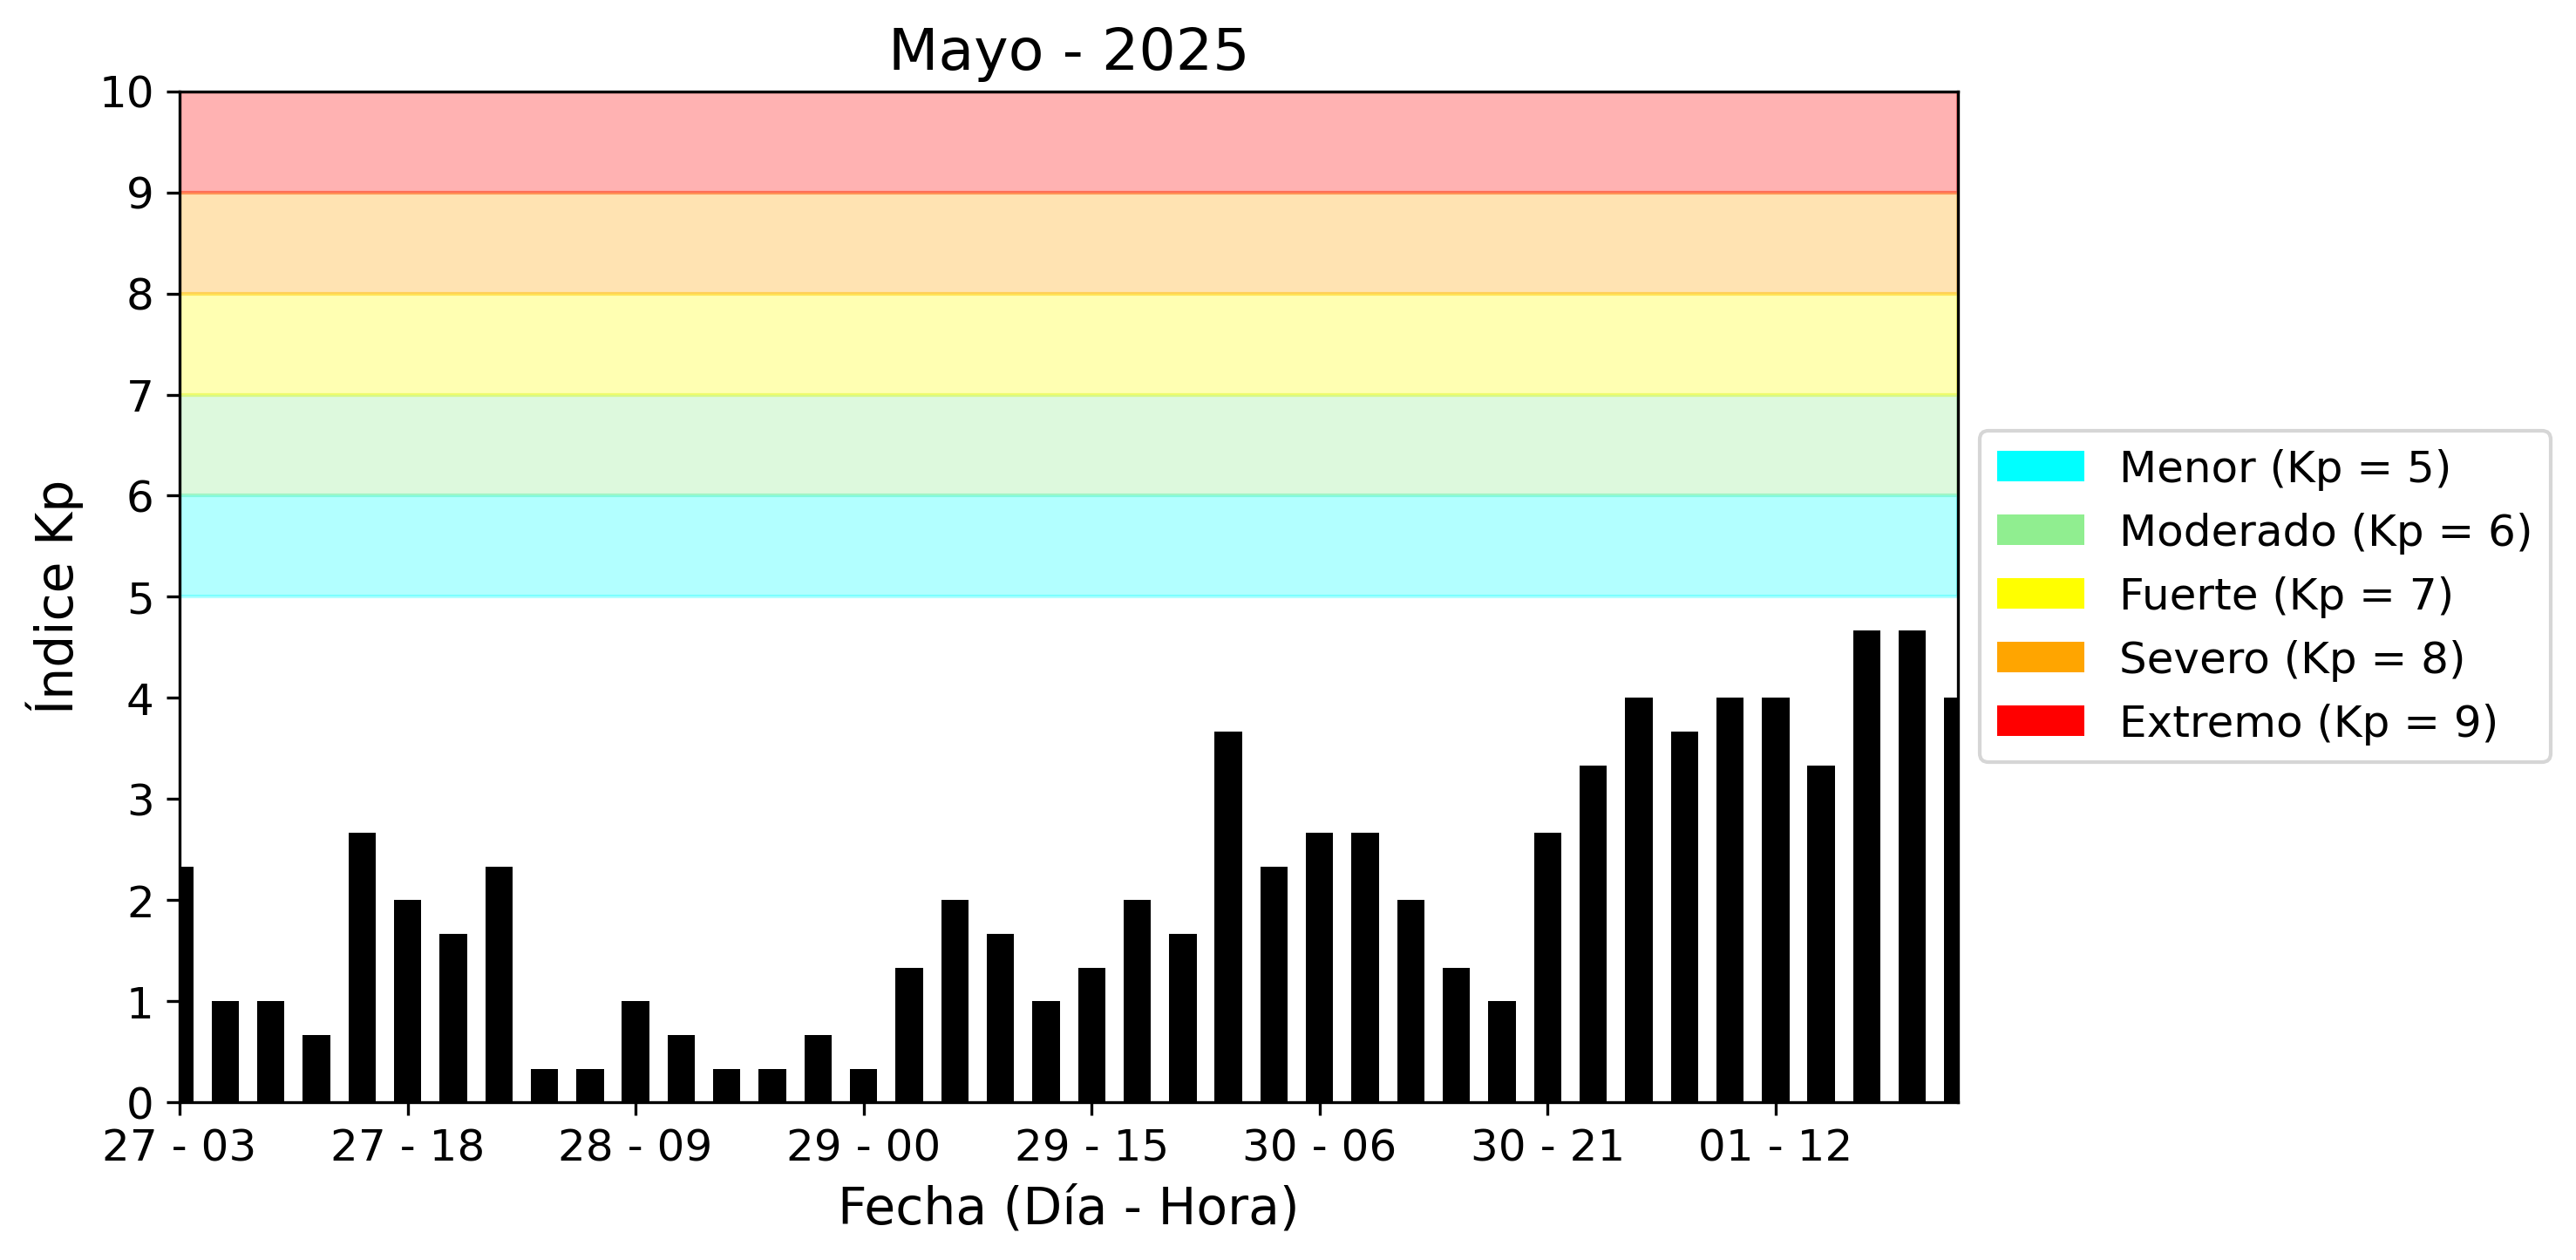 Mayo - 2025
10
9
8
7
6
5
4
3
2
1
0
Índice Kp
27 - 03 27 - 18 28 - 09 29 - 00 29 - 15 30 - 06 30 - 21 01 - 12
Fecha (Día - Hora)
Menor (Kp = 5)
Moderado (Kp = 6)
Fuerte (Kp = 7)
Severo (Kp = 8)
Extremo (Kp = 9)